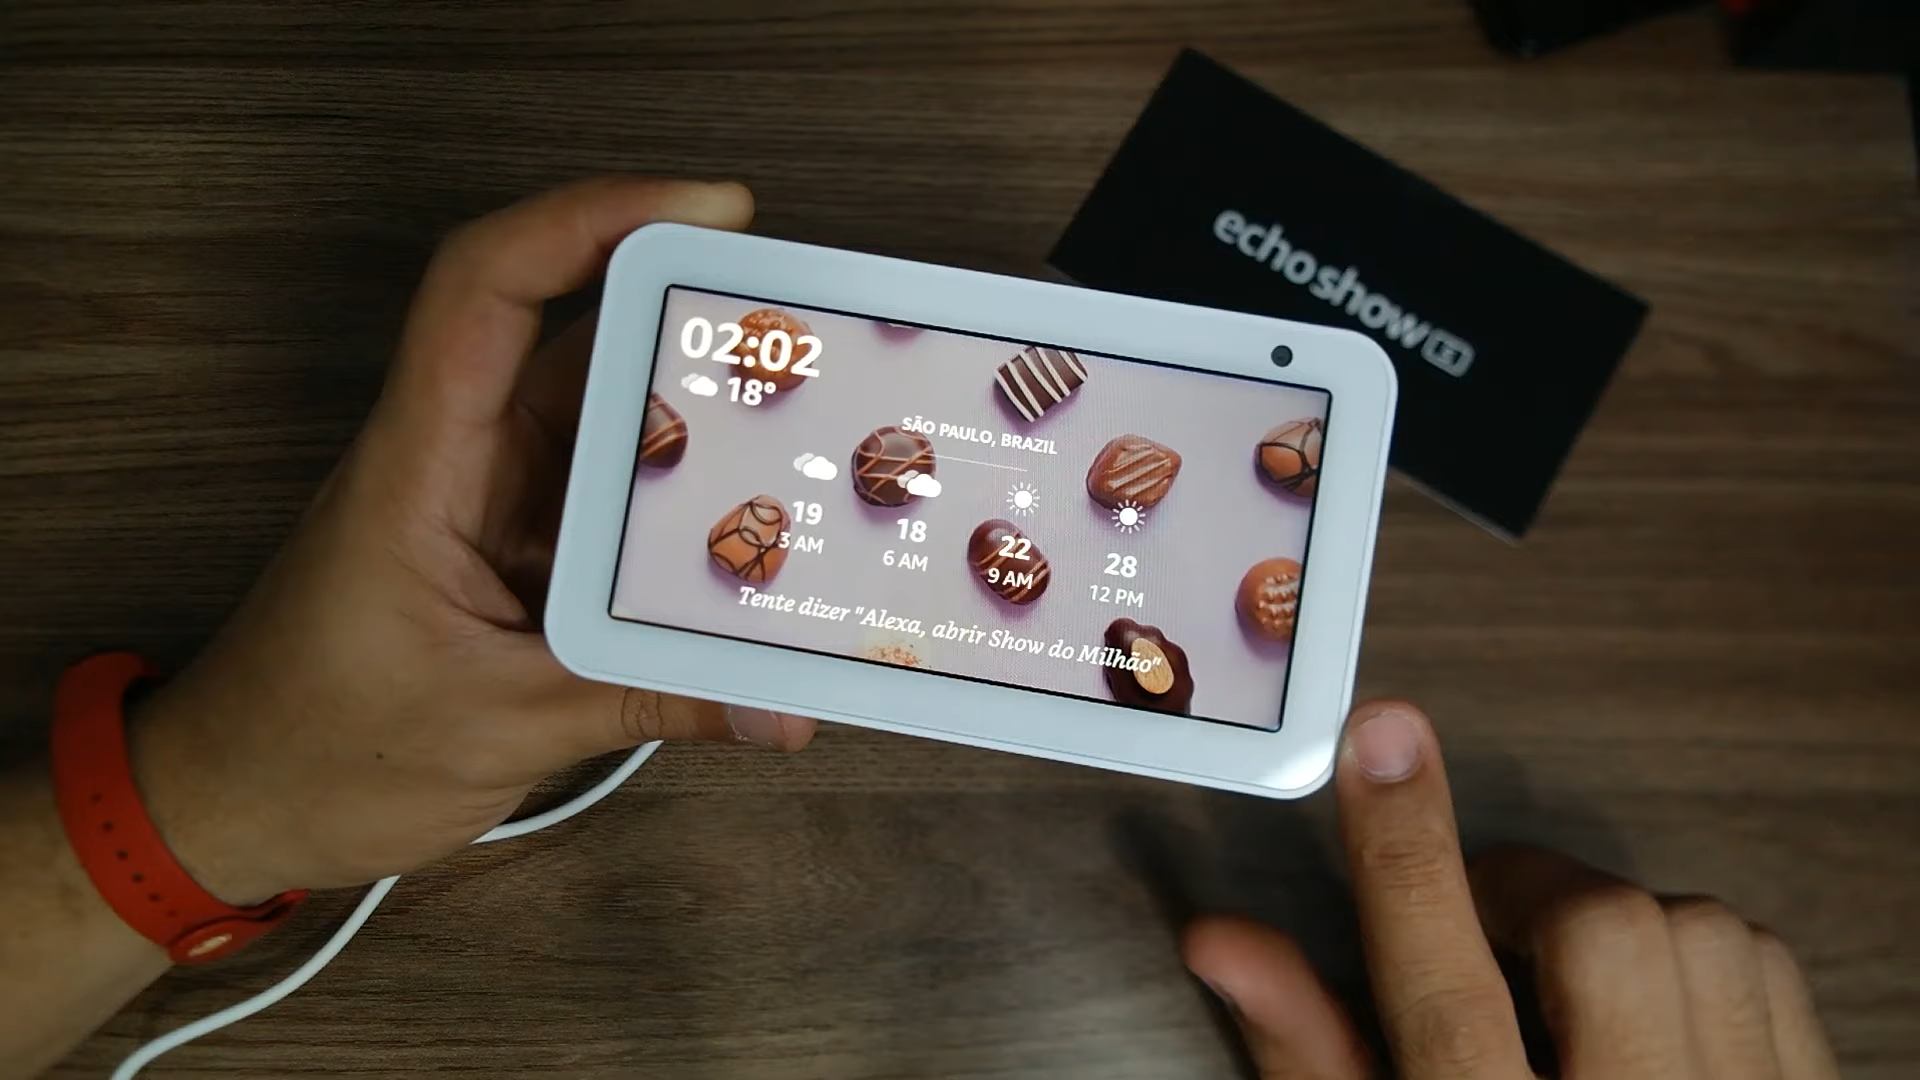 02:02
18°
SÃO PAULO, BRAZIL
19 18 22 28
3 AM 6 AM 9 AM 12 PM
Tente dizer "Alexa, abrir Show do Milhão"
echo show